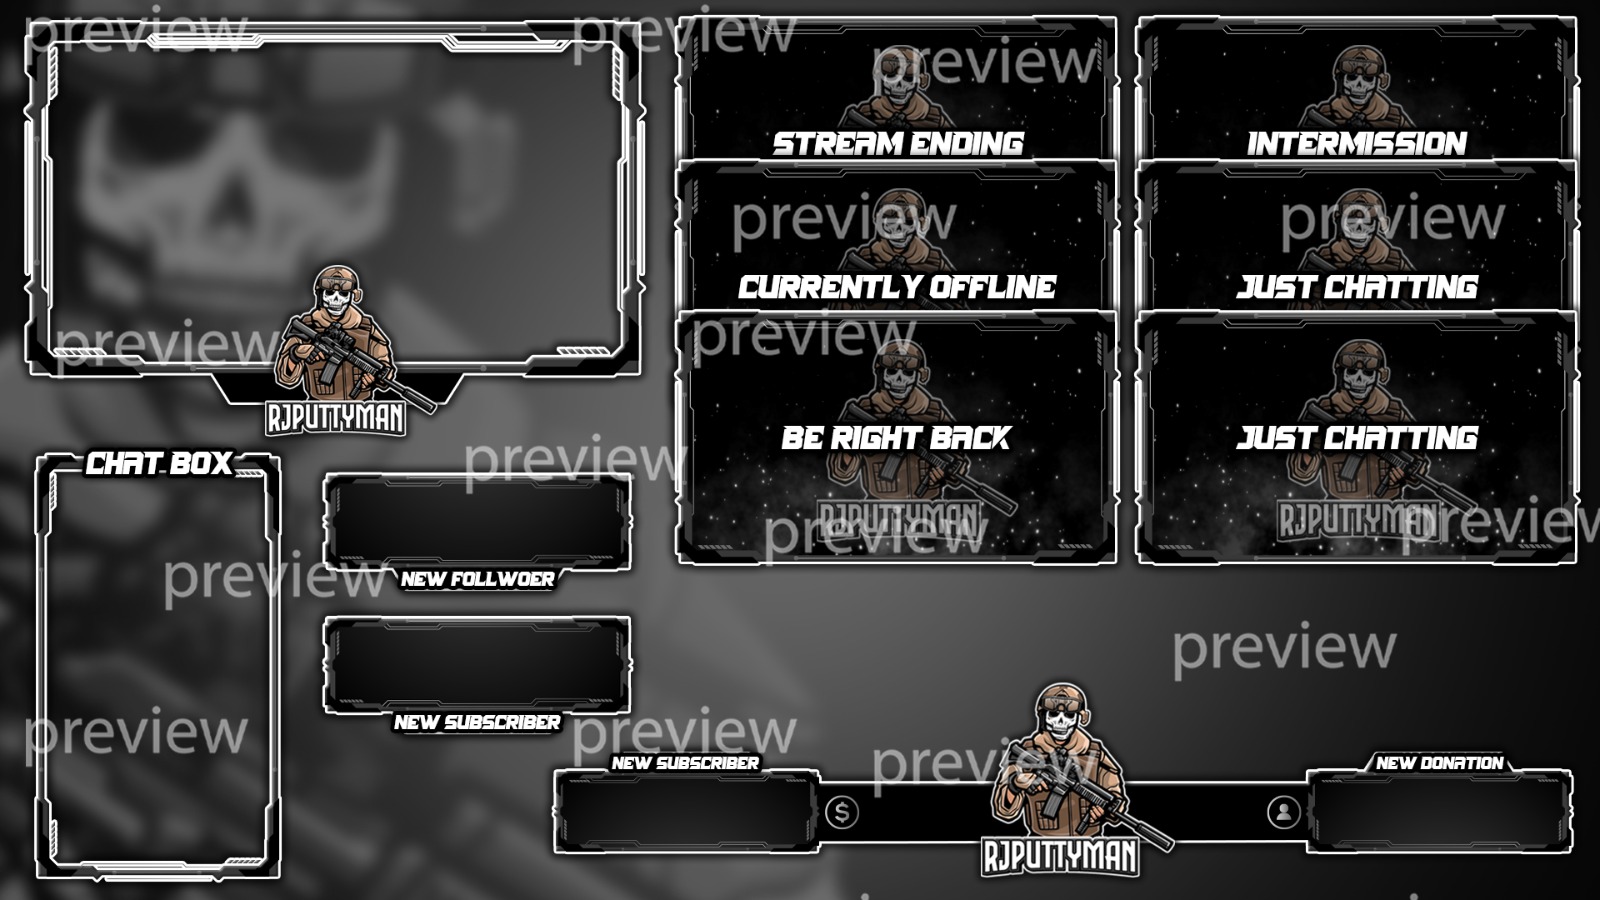 preview
preview
preview
STREAM ENDING
INTERMISSION
preview
preview
CURRENTLY OFFLINE
JUST CHATTING
preview
preview
BE RIGHT BACK
JUST CHATTING
RJPUTTYMAN
preview
CHAT BOX
RJPUTTYMAN
RJPUTTYMAN
preview
preview
preview
NEW FOLLWOER
preview
preview
NEW SUBSCRIBER
preview
preview
preview
NEW SUBSCRIBER
NEW DONATION
$
RJPUTTYMAN